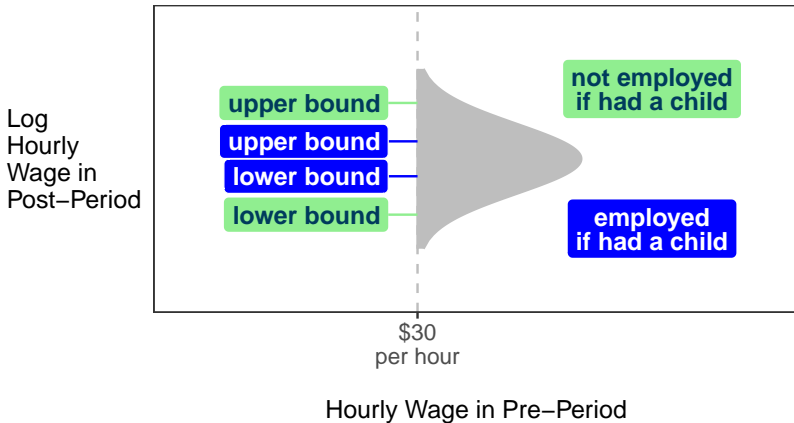 Log
Hourly
Wage in
Post−Period
upper bound
upper bound
lower bound
lower bound
not employed
if had a child
employed
if had a child
$30
per hour
Hourly Wage in Pre−Period